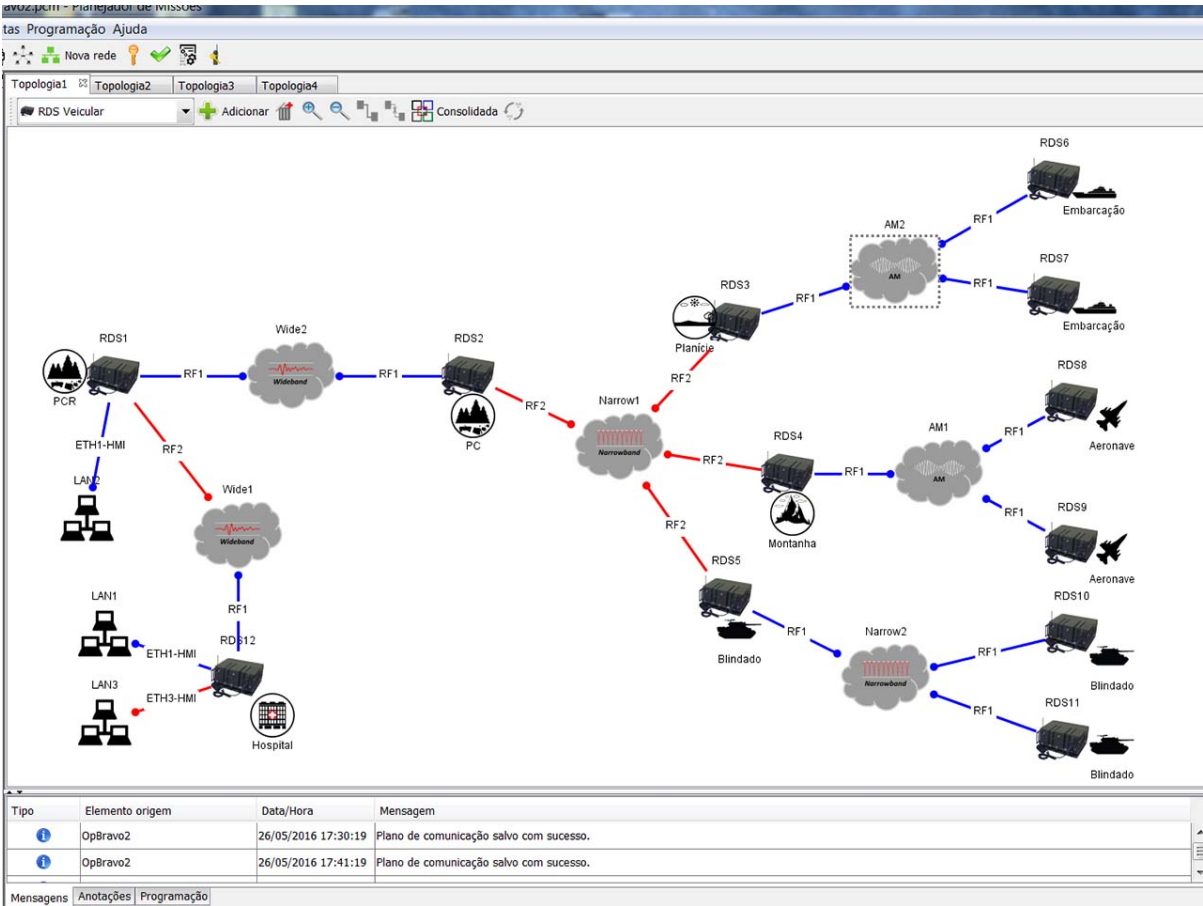 avo2.pcm - Planejador de Missões
tas Programação Ajuda
Nova rede
Topologia1 Topologia2 Topologia3 Topologia4
RDS Veicular Adicionar Consolidada
RDS6
Embarcação
RF1
AM2
AM
RDS7
RF1
Embarcação
RDS3
RF1
Planície
RF2
RDS1
PCR
RF1
Wide2
Wideband
RF1
RDS2
PC
RF2
Narrow1
Narrowband
RDS8
RF1
Aeronave
AM1
AM
RDS4
RF2
RF1
Montanha
RDS9
RF1
Aeronave
ETH1-HMI
RF2
LAN2
Wide1
Wideband
RF1
RF2
RDS5
Blindado
RF1
RDS10
RF1
Blindado
Narrow2
Narrowband
RDS11
RF1
Blindado
LAN1
ETH1-HMI
RDS12
LAN3
ETH3-HMI
Hospital
Tipo Elemento origem Data/Hora Mensagem
OpBravo2 26/05/2016 17:30:19 Plano de comunicação salvo com sucesso.
OpBravo2 26/05/2016 17:41:19 Plano de comunicação salvo com sucesso.
Mensagens Anotações Programação